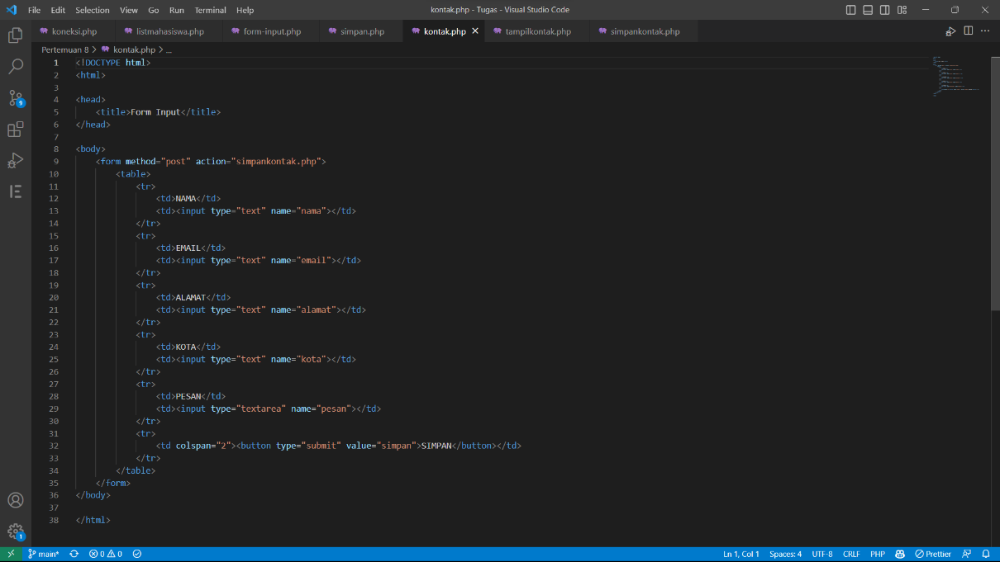 File Edit Selection View Go Run Terminal Help kontak.php - Tugas - Visual Studio Code
koneksi.php listmahasiswa.php form-input.php simpan.php kontak.php tampilkontak.php simpankontak.php
Pertemuan 8 > kontak.php > ...
1 <!DOCTYPE html>
2 <html>
3
4 <head>
5     <title>Form Input</title>
6 </head>
7
8 <body>
9     <form method="post" action="simpankontak.php">
10         <table>
11             <tr>
12                 <td>NAMA</td>
13                 <td><input type="text" name="nama"></td>
14             </tr>
15             <tr>
16                 <td>EMAIL</td>
17                 <td><input type="text" name="email"></td>
18             </tr>
19             <tr>
20                 <td>ALAMAT</td>
21                 <td><input type="text" name="alamat"></td>
22             </tr>
23             <tr>
24                 <td>KOTA</td>
25                 <td><input type="text" name="kota"></td>
26             </tr>
27             <tr>
28                 <td>PESAN</td>
29                 <td><input type="textarea" name="pesan"></td>
30             </tr>
31             <tr>
32                 <td colspan="2"><button type="submit" value="simpan">SIMPAN</button></td>
33             </tr>
34         </table>
35     </form>
36 </body>
37
38 </html>
9
1
main* 0 0 Ln 1, Col 1 Spaces: 4 UTF-8 CRLF PHP Prettier